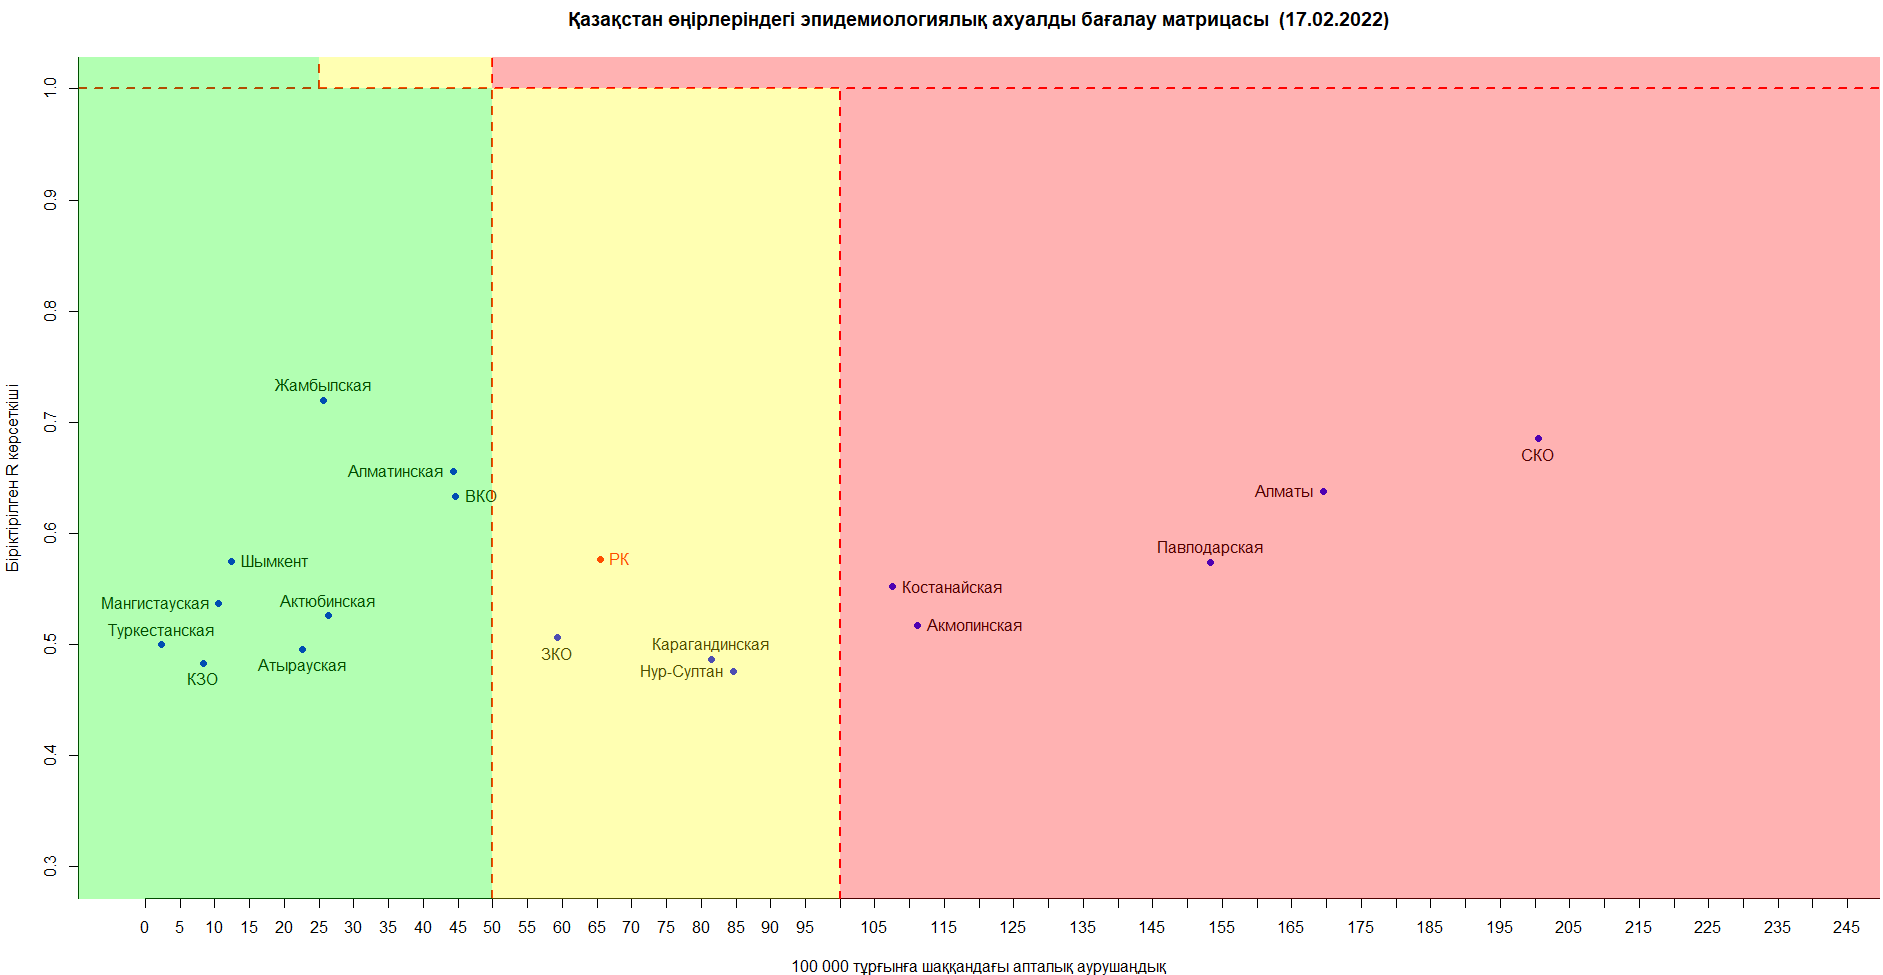 Қазақстан өңірлеріндегі эпидемиологиялық ахуалды бағалау матрицасы (17.02.2022)
Біріктірілген R көрсеткіші
1.0
0.9
0.8
0.7
0.6
0.5
0.4
0.3
Жамбылская
Алматинская
ВКО
Шымкент
Мангистауская
Актюбинская
Туркестанская
Атырауская
КЗО
РК
ЗКО
Карагандинская
Нур-Султан
СКО
Алматы
Павлодарская
Костанайская
Акмолинская
0 5 10 15 20 25 30 35 40 45 50 55 60 65 70 75 80 85 90 95 105 115 125 135 145 155 165 175 185 195 205 215 225 235 245
100 000 тұрғынға шаққандағы апталық аурушаңдық